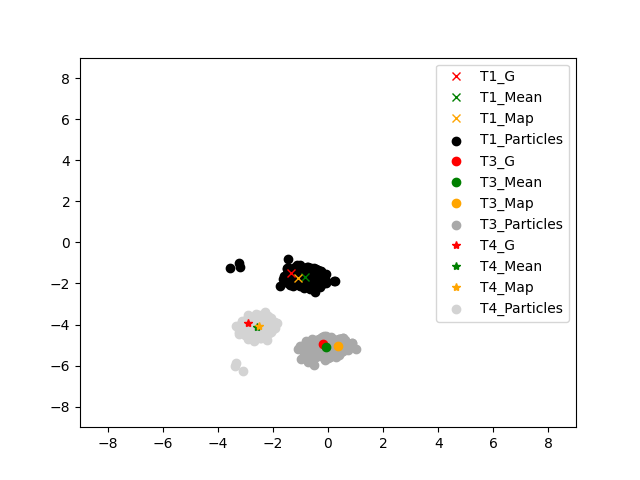 8
6
4
2
0
−2
−4
−6
−8
−8 −6 −4 −2 0 2 4 6 8
T1_G
T1_Mean
T1_Map
T1_Particles
T3_G
T3_Mean
T3_Map
T3_Particles
T4_G
T4_Mean
T4_Map
T4_Particles